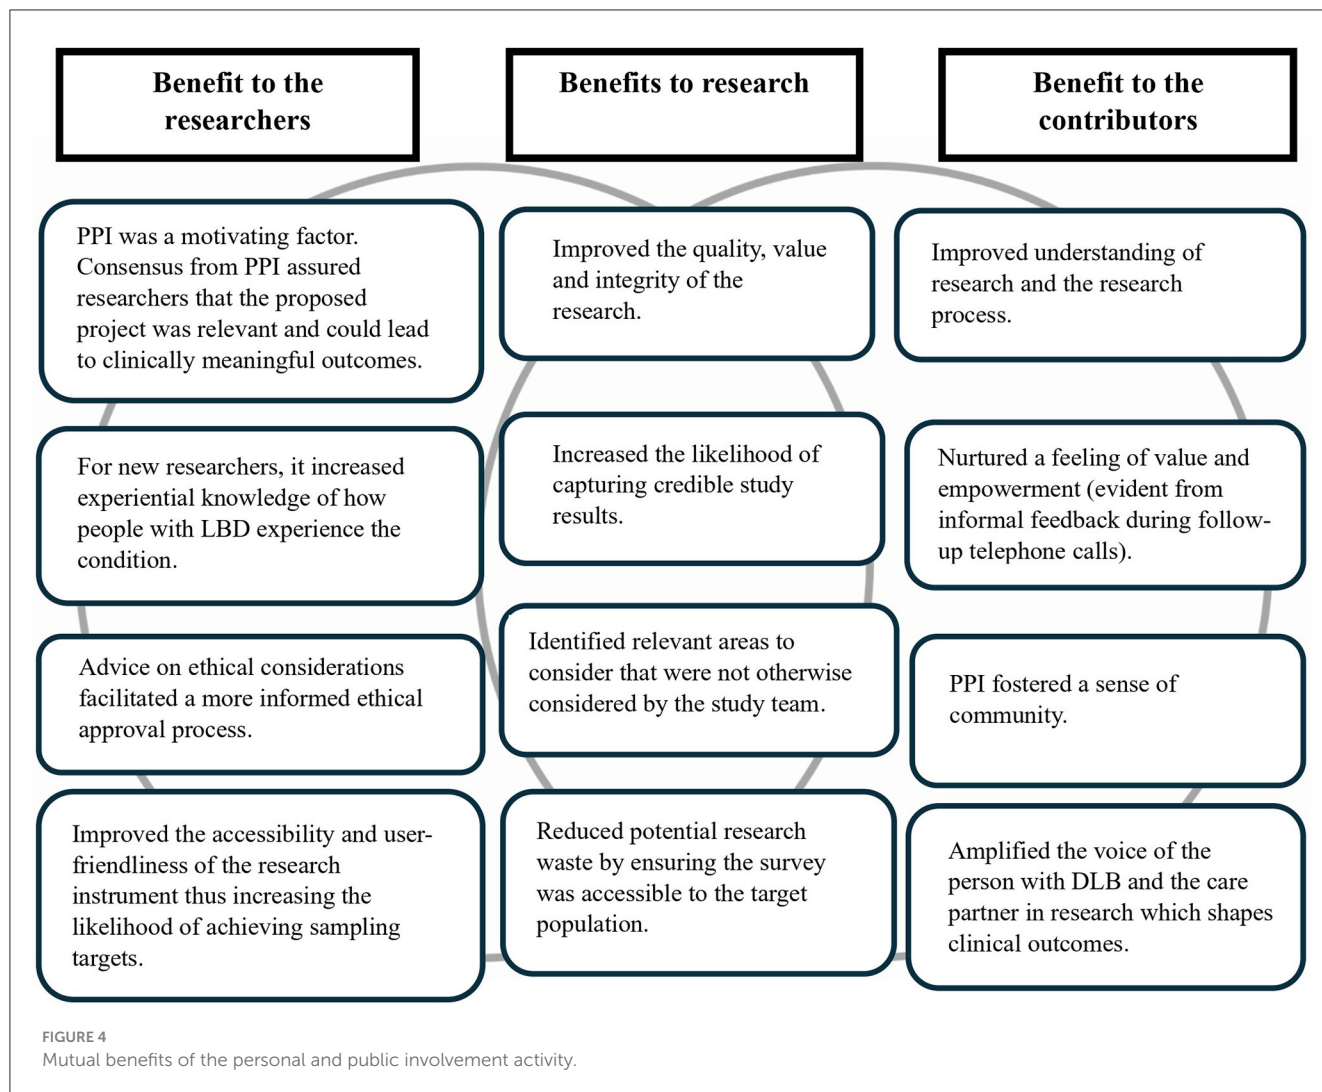 Benefit to the
researchers
Benefits to research
Benefit to the
contributors
PPI was a motivating factor.
Consensus from PPI assured
researchers that the proposed
project was relevant and could lead
to clinically meaningful outcomes.
Improved the quality, value
and integrity of the
research.
Improved understanding of
research and the research
process.
For new researchers, it increased
experiential knowledge of how
people with LBD experience the
condition.
Increased the likelihood of
capturing credible study
results.
Nurtured a feeling of value and
empowerment (evident from
informal feedback during follow-
up telephone calls).
Advice on ethical considerations
facilitated a more informed ethical
approval process.
Identified relevant areas to
consider that were not otherwise
considered by the study team.
PPI fostered a sense of
community.
Improved the accessibility and user-
friendliness of the research
instrument thus increasing the
likelihood of achieving sampling
targets.
Reduced potential research
waste by ensuring the survey
was accessible to the target
population.
Amplified the voice of the
person with DLB and the care
partner in research which shapes
clinical outcomes.
FIGURE 4
Mutual benefits of the personal and public involvement activity.